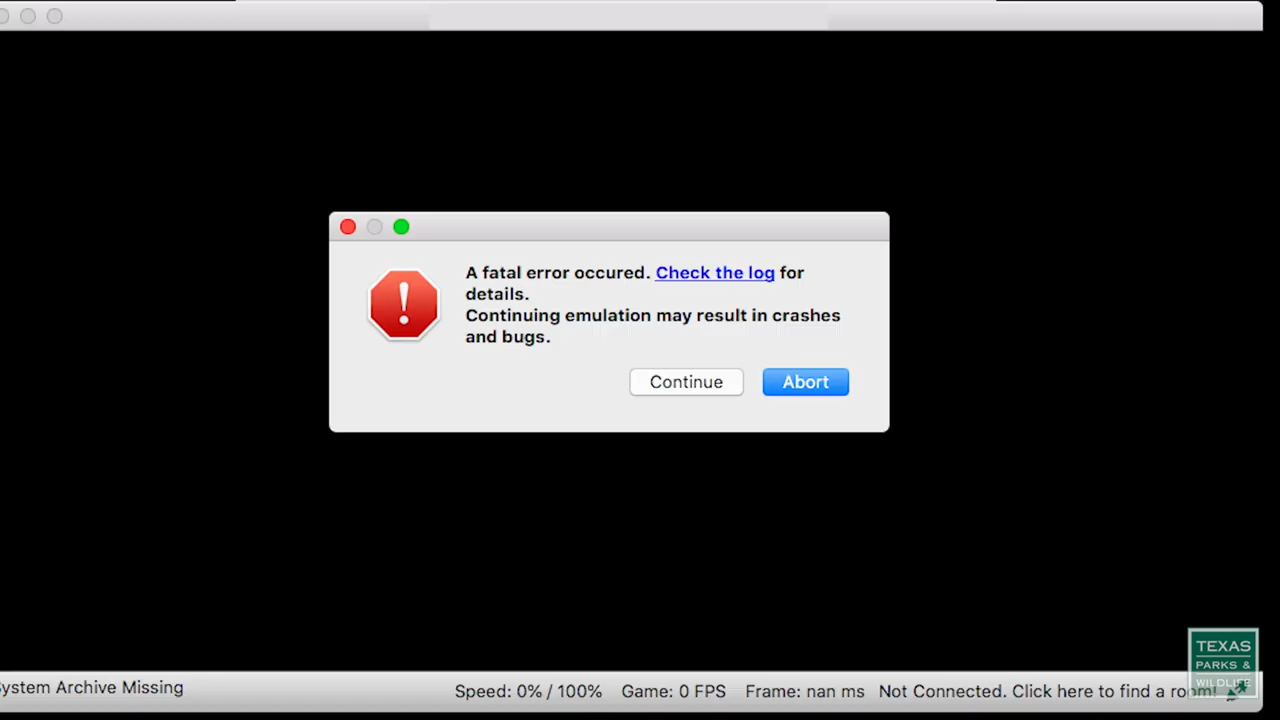 A fatal error occured. Check the log for
details.
Continuing emulation may result in crashes
and bugs.
Continue Abort
TEXAS
PARKS &
WILDLIFE
ystem Archive Missing Speed: 0% / 100% Game: 0 FPS Frame: nan ms Not Connected. Click here to find a room!